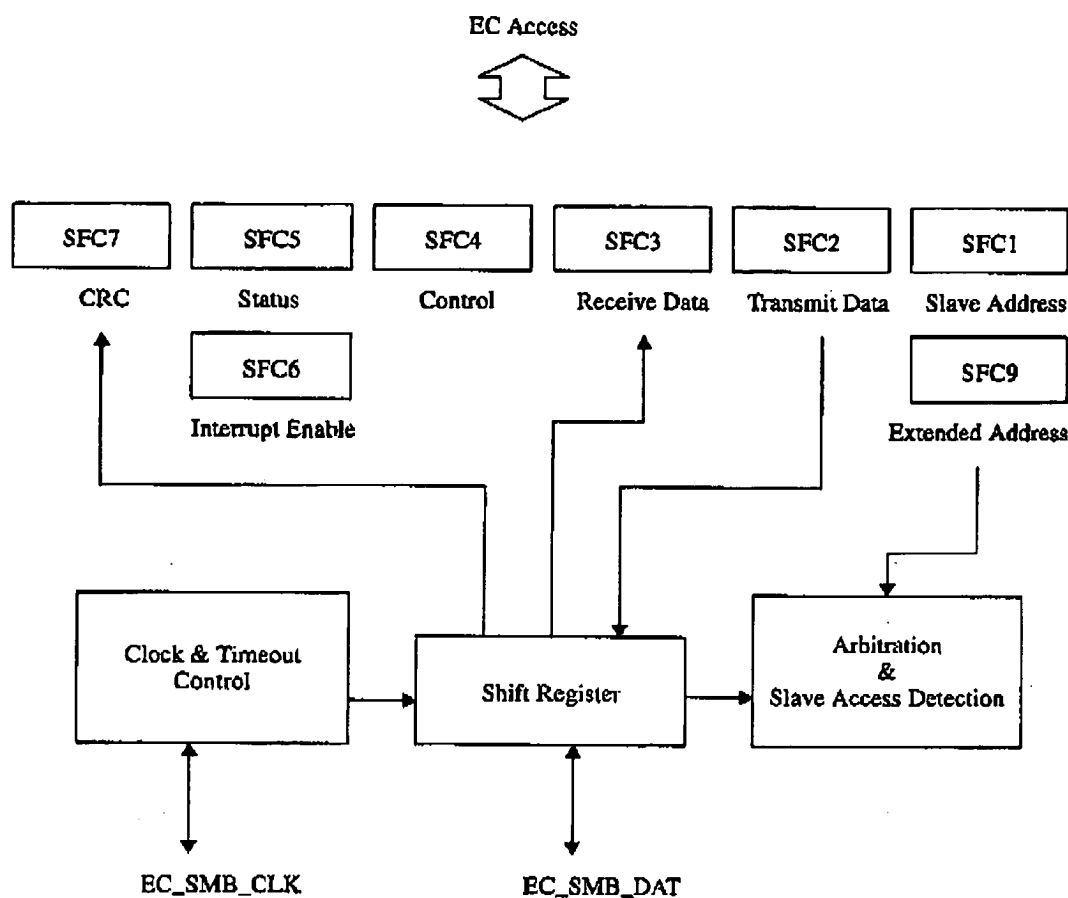 EC Access
SFC7
SFC5
SFC4
SFC3
SFC2
SFC1
CRC
Status
Control
Receive Data
Transmit Data
Slave Address
SFC6
SFC9
Interrupt Enable
Extended Address
Clock & Timeout
Control
Shift Register
Arbitration
&
Slave Access Detection
EC_SMB_CLK
EC_SMB_DAT